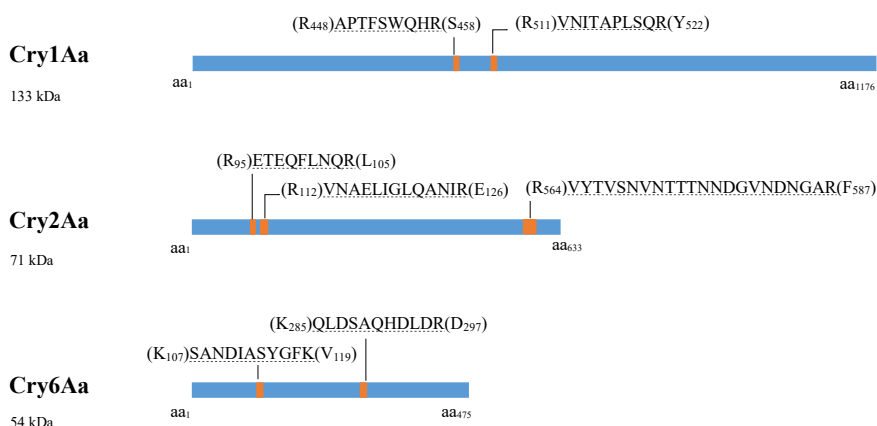 (R448)APTFSWQHR(S458) (R511)VNITAPLSQR(Y522)
Cry1Aa
aa1 aa1176
133 kDa
(R95)ETEQFLNQR(L105)
(R112)VNAELIGLQANIR(E126) (R564)VYTVSNVNTTTNNDGVNDNGAR(F587)
Cry2Aa
aa1 aa633
71 kDa
(K285)QLDSAQHDLDR(D297)
(K107)SANDIASYGFK(V119)
Cry6Aa
aa1 aa475
54 kDa